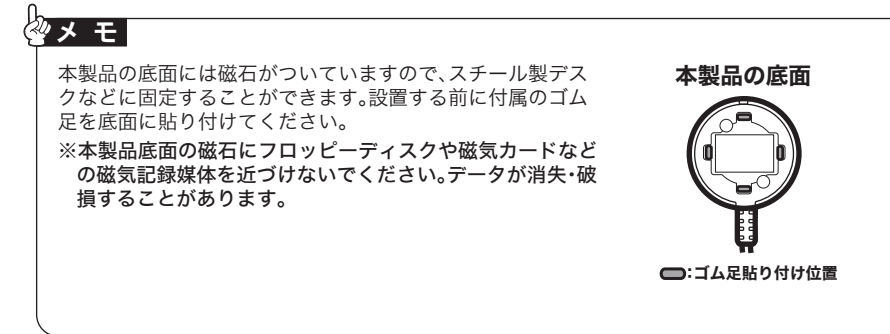 メモ
本製品の底面には磁石がついていますので、スチール製デス
クなどに固定することができます。設置する前に付属のゴム
足を底面に貼り付けてください。
※本製品底面の磁石にフロッピーディスクや磁気カードなど
の磁気記録媒体を近づけないでください。データが消失・破
損することがあります。
本製品の底面
:ゴム足貼り付け位置